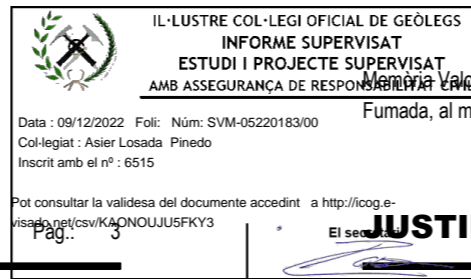 IL·LUSTRE COL·LEGI OFICIAL DE GEÒLEGS
INFORME SUPERVISAT
ESTUDI I PROJECTE SUPERVISAT
AMB ASSEGURANÇA DE RESPONSABILITAT CIVIL
Memòria Valo
Fumada, al m
Data : 09/12/2022 Foli: Núm: SVM-05220183/00
Col·legiat : Asier Losada Pinedo
Inscrit amb el nº : 6515
Pot consultar la validesa del documente accedint a http://icog.e-
visado.net/csv/KAONOUJU5FKY3
Pàg.: 3
El secretari
JUSTI